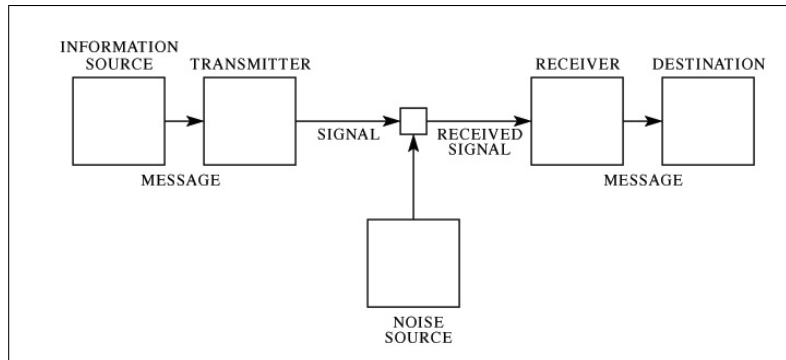 INFORMATION
SOURCE
TRANSMITTER
RECEIVER
DESTINATION
SIGNAL
RECEIVED
SIGNAL
MESSAGE
MESSAGE
NOISE
SOURCE